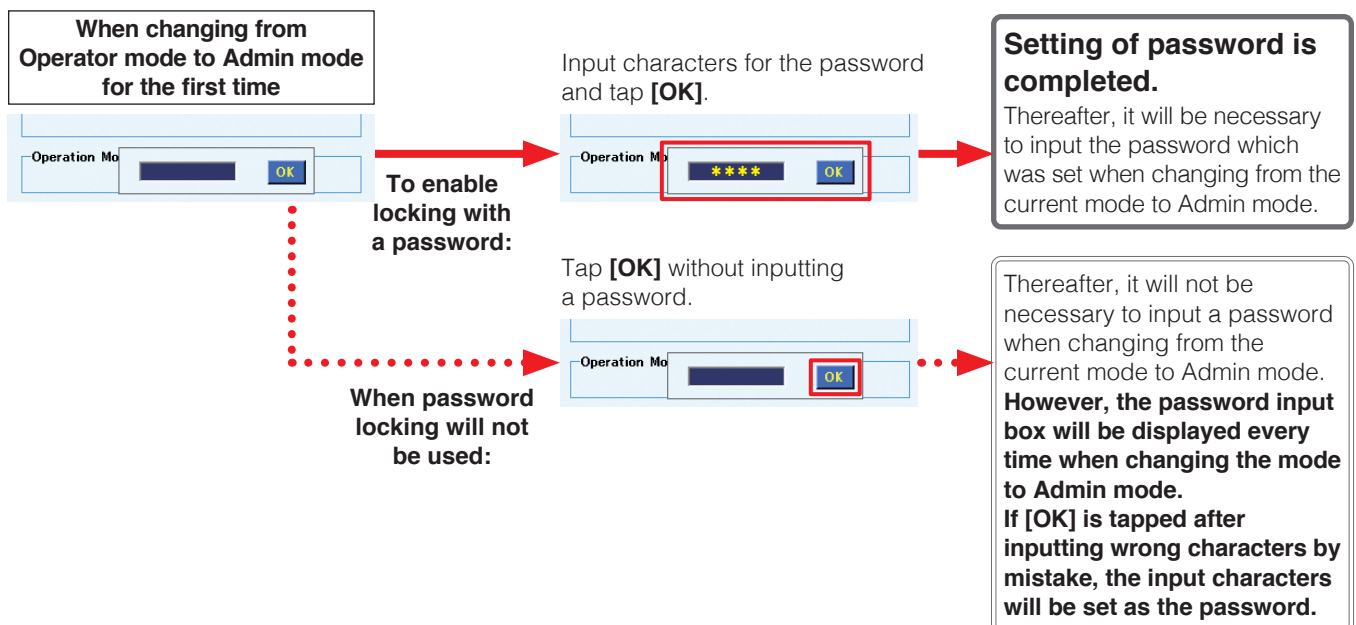 When changing from
Operator mode to Admin mode
for the first time
Operation Mo
OK
To enable
locking with
a password:
Input characters for the password
and tap [OK].
Operation Mo
****
OK
Setting of password is
completed.
Thereafter, it will be necessary
to input the password which
was set when changing from the
current mode to Admin mode.
When password
locking will not
be used:
Tap [OK] without inputting
a password.
Operation Mo
OK
Thereafter, it will not be
necessary to input a password
when changing from the
current mode to Admin mode.
However, the password input
box will be displayed every
time when changing the mode
to Admin mode.
If [OK] is tapped after
inputting wrong characters by
mistake, the input characters
will be set as the password.